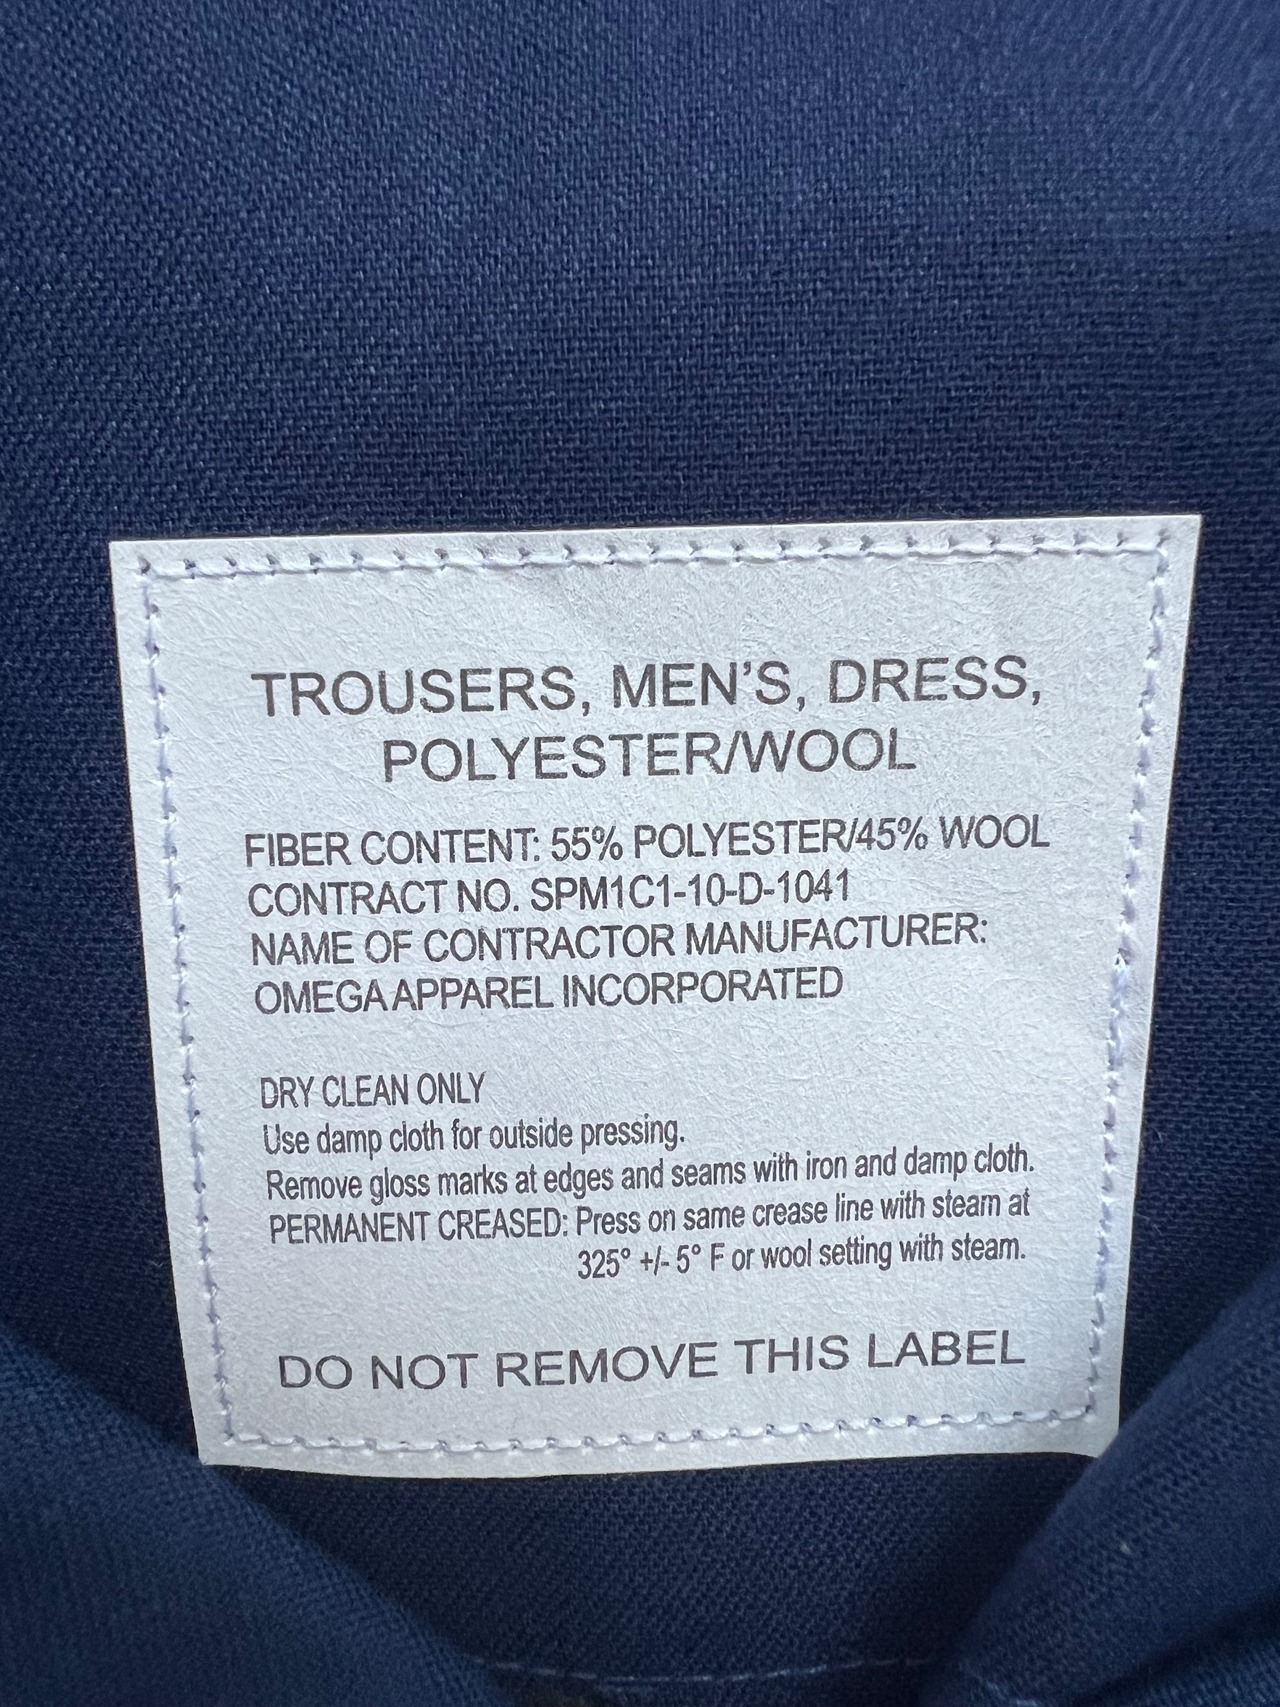 TROUSERS, MEN'S, DRESS,
POLYESTER/WOOL
FIBER CONTENT: 55% POLYESTER/45% WOOL
CONTRACT NO. SPM1C1-10-D-1041
NAME OF CONTRACTOR MANUFACTURER:
OMEGA APPAREL INCORPORATED
DRY CLEAN ONLY
Use damp cloth for outside pressing.
Remove gloss marks at edges and seams with iron and damp cloth.
PERMANENT CREASED: Press on same crease line with steam at
325° +/- 5° F or wool setting with steam.
DO NOT REMOVE THIS LABEL